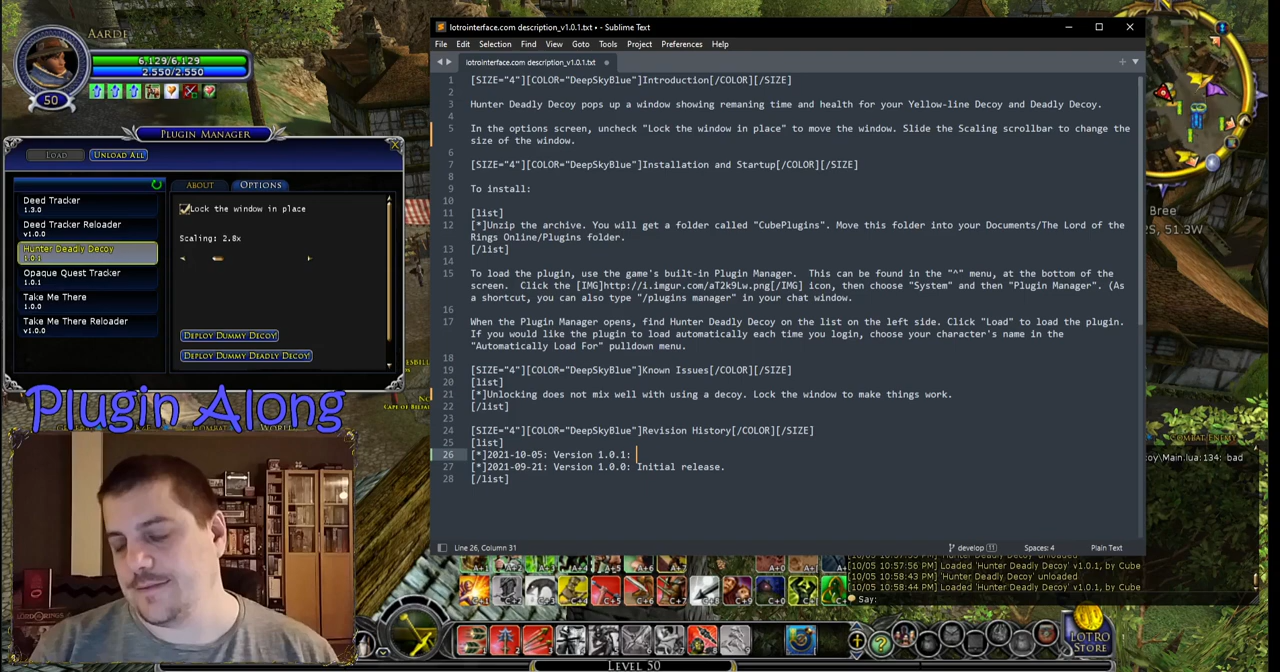 AARDE
6,129/6,129
2,550/2,550
50
PLUGIN MANAGER
LOAD
UNLOAD ALL
ABOUT
OPTIONS
Deed Tracker
1.3.0
Deed Tracker Reloader
v1.0.0
Hunter Deadly Decoy
1.0.1
Opaque Quest Tracker
1.0.1
Take Me There
1.0.0
Take Me There Reloader
v1.0.0
Lock the window in place
Scaling: 2.8x
DEPLOY DUMMY DECOY!
DEPLOY DUMMY DEADLY DECOY!
Plugin Along
lotrointerface.com description_v1.0.1.txt • - Sublime Text
File Edit Selection Find View Goto Tools Project Preferences Help
lotrointerface.com description_v1.0.1.txt
1 [SIZE="4"][COLOR="DeepSkyBlue"]Introduction[/COLOR][/SIZE]
2
3 Hunter Deadly Decoy pops up a window showing remaning time and health for your Yellow-line Decoy and Deadly Decoy.
4
5 In the options screen, uncheck "Lock the window in place" to move the window. Slide the Scaling scrollbar to change the
size of the window.
6
7 [SIZE="4"][COLOR="DeepSkyBlue"]Installation and Startup[/COLOR][/SIZE]
8
9 To install:
10
11 [list]
12 [*]Unzip the archive. You will get a folder called "CubePlugins". Move this folder into your Documents/The Lord of the
Rings Online/Plugins folder.
13 [/list]
14
15 To load the plugin, use the game's built-in Plugin Manager.  This can be found in the "^" menu, at the bottom of the
screen.  Click the [IMG]http://i.imgur.com/aT2k9Lw.png[/IMG] icon, then choose "System" and then "Plugin Manager". (As
a shortcut, you can also type "/plugins manager" in your chat window.
16
17 When the Plugin Manager opens, find Hunter Deadly Decoy on the list on the left side. Click "Load" to load the plugin.
If you would like the plugin to load automatically each time you login, choose your character's name in the
"Automatically Load For" pulldown menu.
18
19 [SIZE="4"][COLOR="DeepSkyBlue"]Known Issues[/COLOR][/SIZE]
20 [list]
21 [*]Unlocking does not mix well with using a decoy. Lock the window to make things work.
22 [/list]
23
24 [SIZE="4"][COLOR="DeepSkyBlue"]Revision History[/COLOR][/SIZE]
25 [list]
26 [*]2021-10-05: Version 1.0.1:
27 [*]2021-09-21: Version 1.0.0: Initial release.
28 [/list]
Line 26, Column 31
develop 11
Spaces: 4
Plain Text
Bree
S, 51.3W
COMBAT ENEMY
oy\Main.lua:134: bad
[10/05 10:57:56 PM] Loaded 'Hunter Deadly Decoy' v1.0.1, by Cube
[10/05 10:58:43 PM] 'Hunter Deadly Decoy' unloaded
[10/05 10:58:44 PM] Loaded 'Hunter Deadly Decoy' v1.0.1, by Cube
Say:
LOTRO
STORE
LEVEL 50